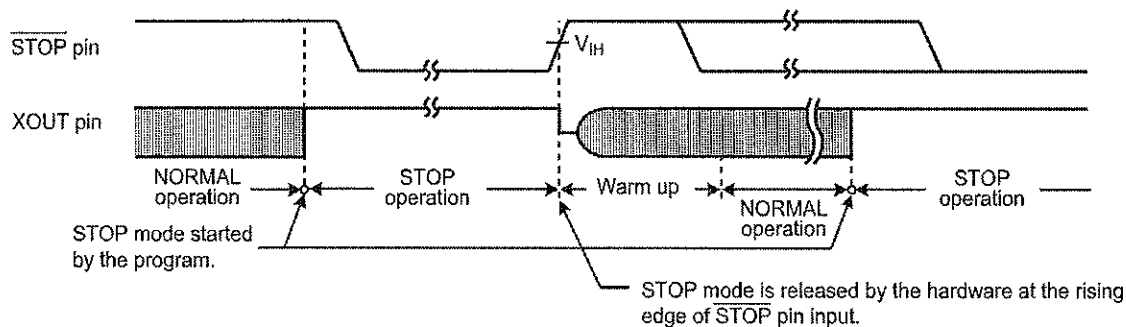 STOP pin
VIH
XOUT pin
NORMAL
operation
STOP
operation
Warm up
NORMAL
operation
STOP
operation
STOP mode started
by the program.
STOP mode is released by the hardware at the rising
edge of STOP pin input.